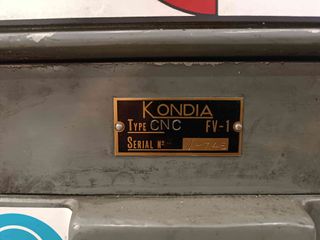 KONDIA
TYPE CNC FV-1
SERIAL Nº